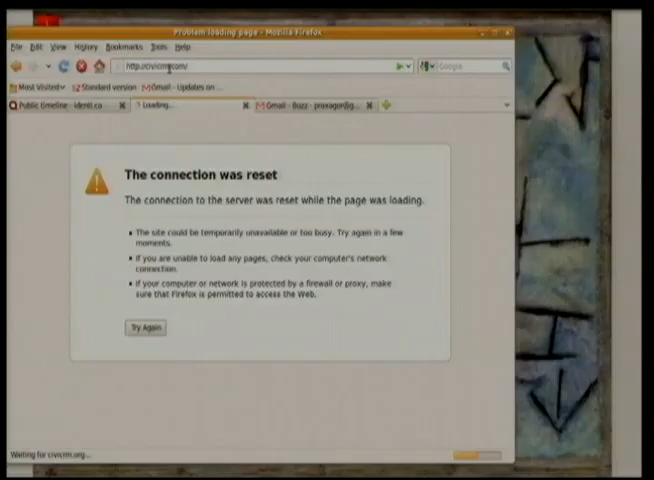 Problem loading page - Mozilla Firefox
File Edit View History Bookmarks Tools Help
http://civicrm.com/
Google
Most Visited Standard version Gmail - Updates on ...
Public timeline - identi.ca
Loading...
Gmail - Buzz - praxagor@g...
The connection was reset
The connection to the server was reset while the page was loading.
The site could be temporarily unavailable or too busy. Try again in a few
moments.
If you are unable to load any pages, check your computer's network
connection.
If your computer or network is protected by a firewall or proxy, make
sure that Firefox is permitted to access the Web.
Try Again
Waiting for civicrm.org...